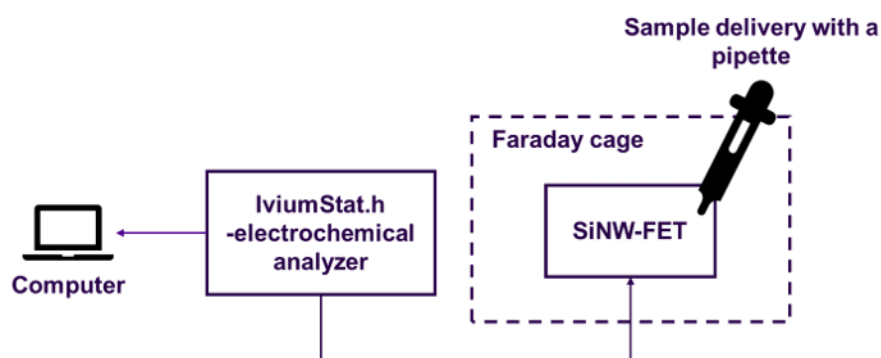 Sample delivery with a
pipette
Faraday cage
IviumStat.h
-electrochemical
analyzer
SiNW-FET
Computer